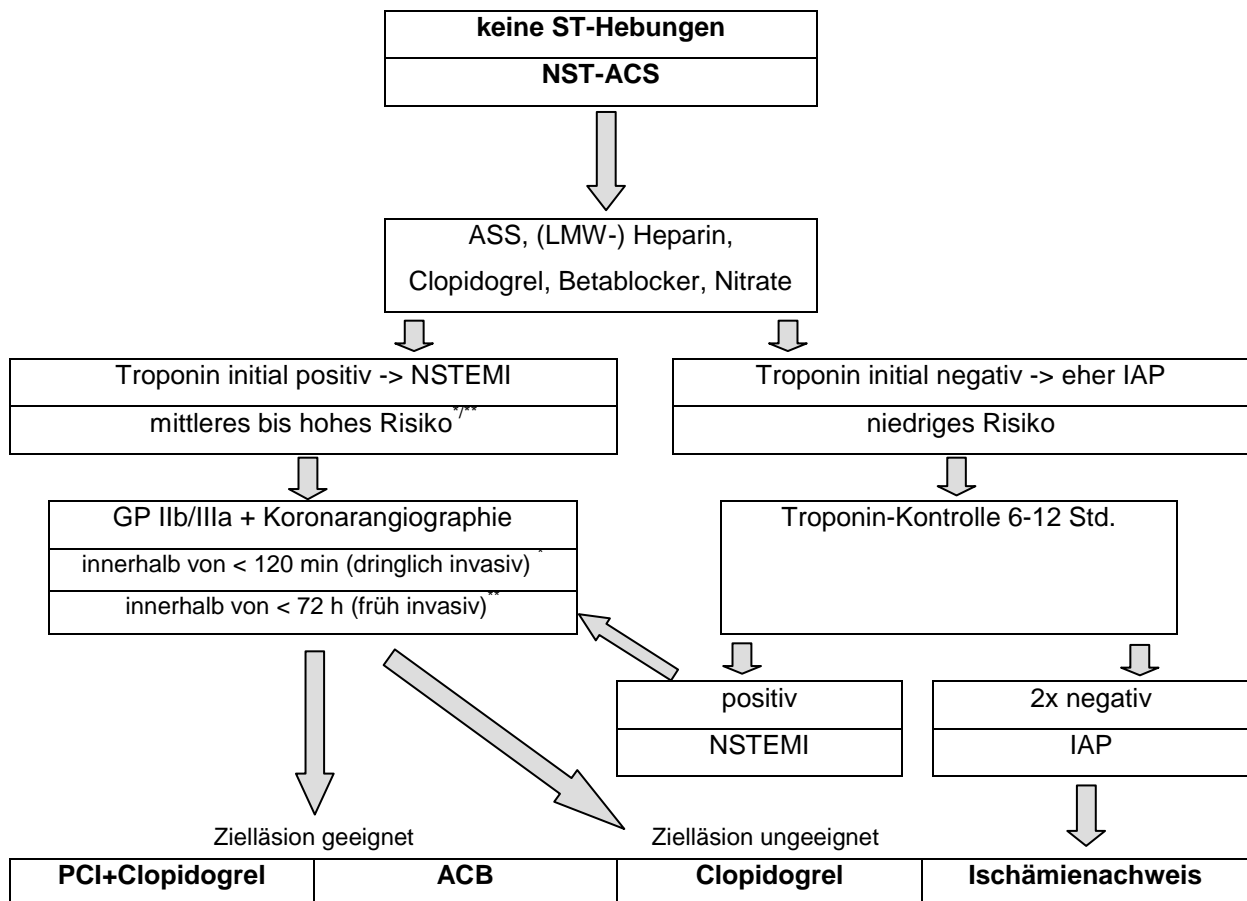 keine ST-Hebungen
NST-ACS
ASS, (LMW-) Heparin,
Clopidogrel, Betablocker, Nitrate
Troponin initial positiv -> NSTEMI
mittleres bis hohes Risiko*/**
Troponin initial negativ -> eher IAP
niedriges Risiko
GP IIb/IIIa + Koronarangiographie
innerhalb von < 120 min (dringlich invasiv)*
innerhalb von < 72 h (früh invasiv)**
Troponin-Kontrolle 6-12 Std.
positiv
NSTEMI
2x negativ
IAP
Zielläsion geeignet
Zielläsion ungeeignet
PCI+Clopidogrel
ACB
Clopidogrel
Ischämienachweis